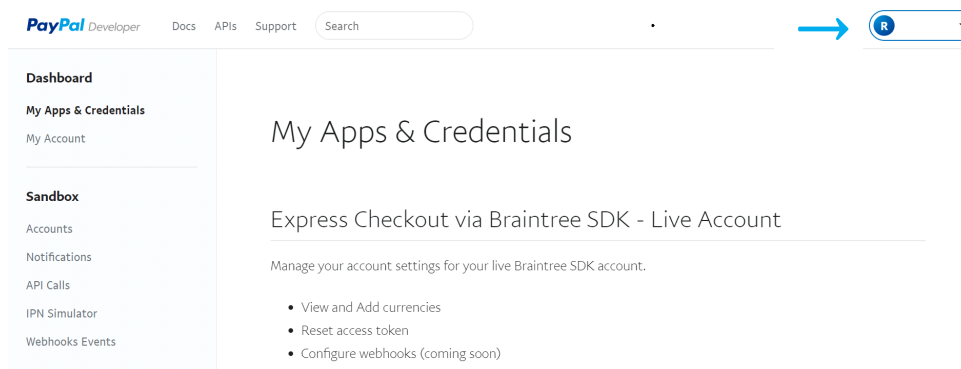 PayPal Developer Docs APIs Support Search R
Dashboard
My Apps & Credentials
My Account
Sandbox
Accounts
Notifications
API Calls
IPN Simulator
Webhooks Events
My Apps & Credentials
Express Checkout via Braintree SDK - Live Account
Manage your account settings for your live Braintree SDK account.
• View and Add currencies
• Reset access token
• Configure webhooks (coming soon)